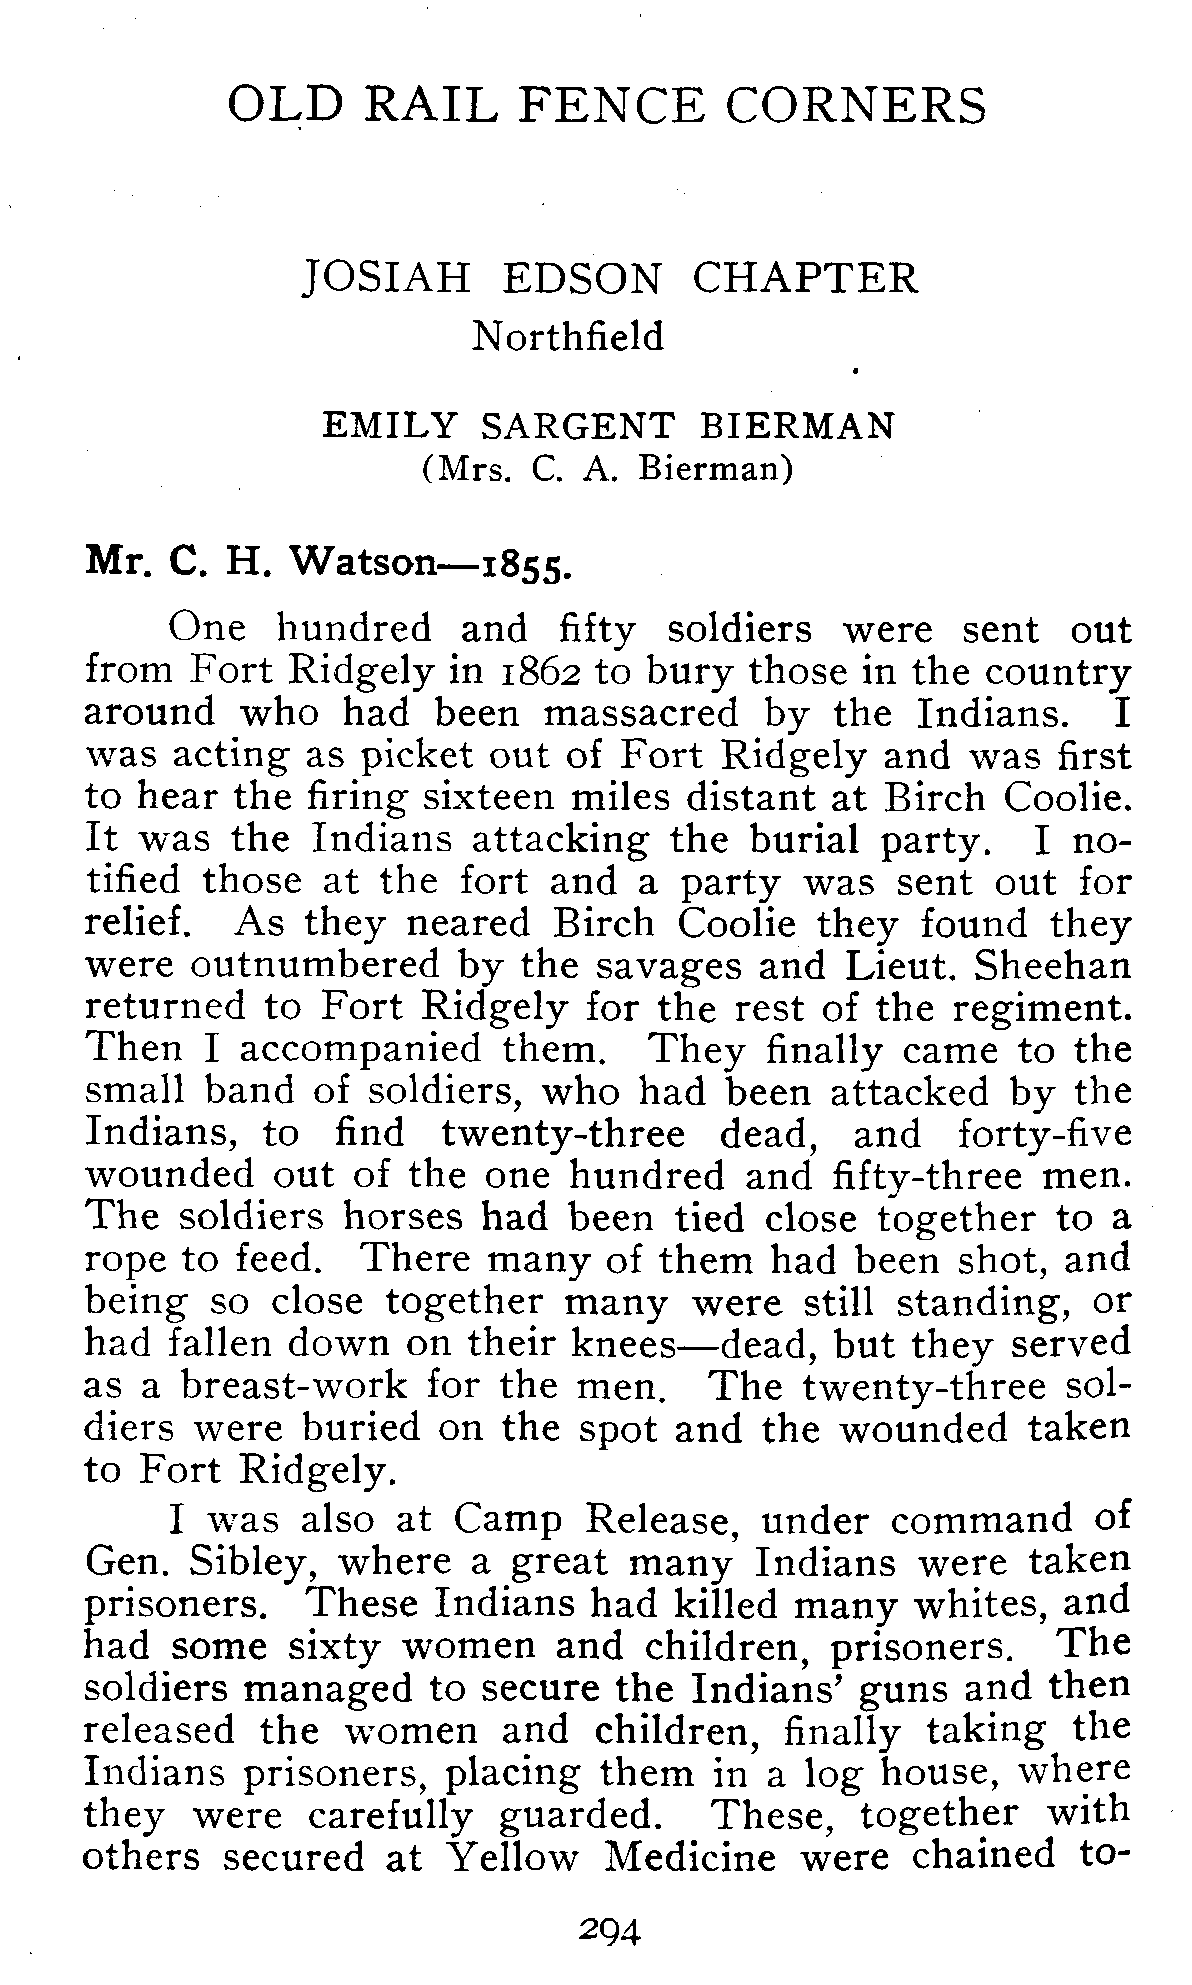 OLD RAIL FENCE CORNERS
JOSIAH EDSON CHAPTER
Northfield
EMILY SARGENT BIERMAN
(Mrs. C. A. Bierman)
Mr. C. H. Watson—1855.
One hundred and fifty soldiers were sent out
from Fort Ridgely in 1862 to bury those in the country
around who had been massacred by the Indians. I
was acting as picket out of Fort Ridgely and was first
to hear the firing sixteen miles distant at Birch Coolie.
It was the Indians attacking the burial party. I no-
tified those at the fort and a party was sent out for
relief. As they neared Birch Coolie they found they
were outnumbered by the savages and Lieut. Sheehan
returned to Fort Ridgely for the rest of the regiment.
Then I accompanied them. They finally came to the
small band of soldiers, who had been attacked by the
Indians, to find twenty-three dead, and forty-five
wounded out of the one hundred and fifty-three men.
The soldiers horses had been tied close together to a
rope to feed. There many of them had been shot, and
being so close together many were still standing, or
had fallen down on their knees—dead, but they served
as a breast-work for the men. The twenty-three sol-
diers were buried on the spot and the wounded taken
to Fort Ridgely.
I was also at Camp Release, under command of
Gen. Sibley, where a great many Indians were taken
prisoners. These Indians had killed many whites, and
had some sixty women and children, prisoners. The
soldiers managed to secure the Indians' guns and then
released the women and children, finally taking the
Indians prisoners, placing them in a log house, where
they were carefully guarded. These, together with
others secured at Yellow Medicine were chained to-
294